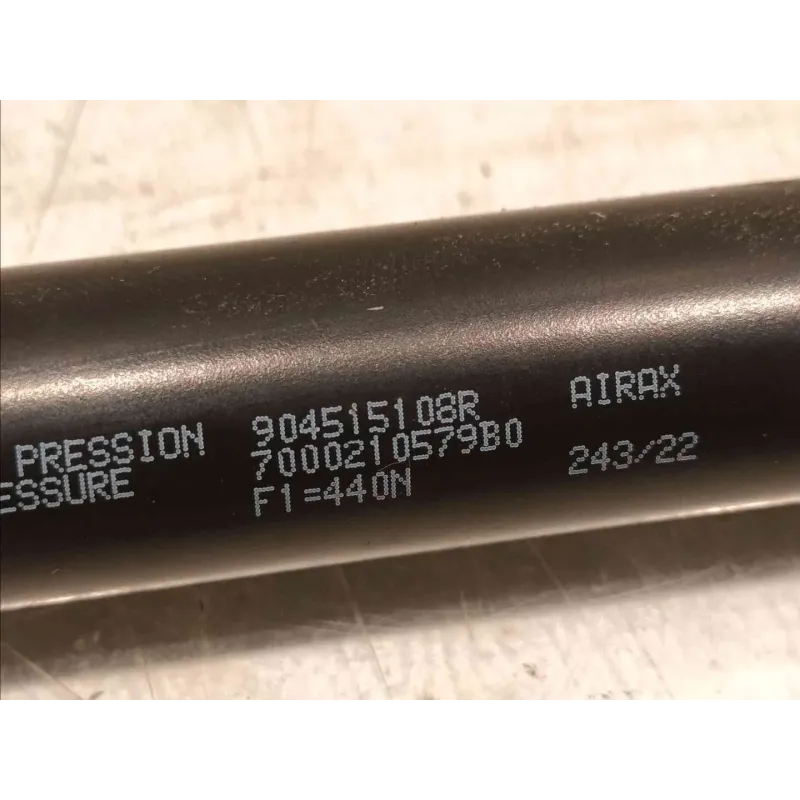 PRESSION 904515108R AIRAX
ESSURE 7000210579B0 243/22
F1=440N